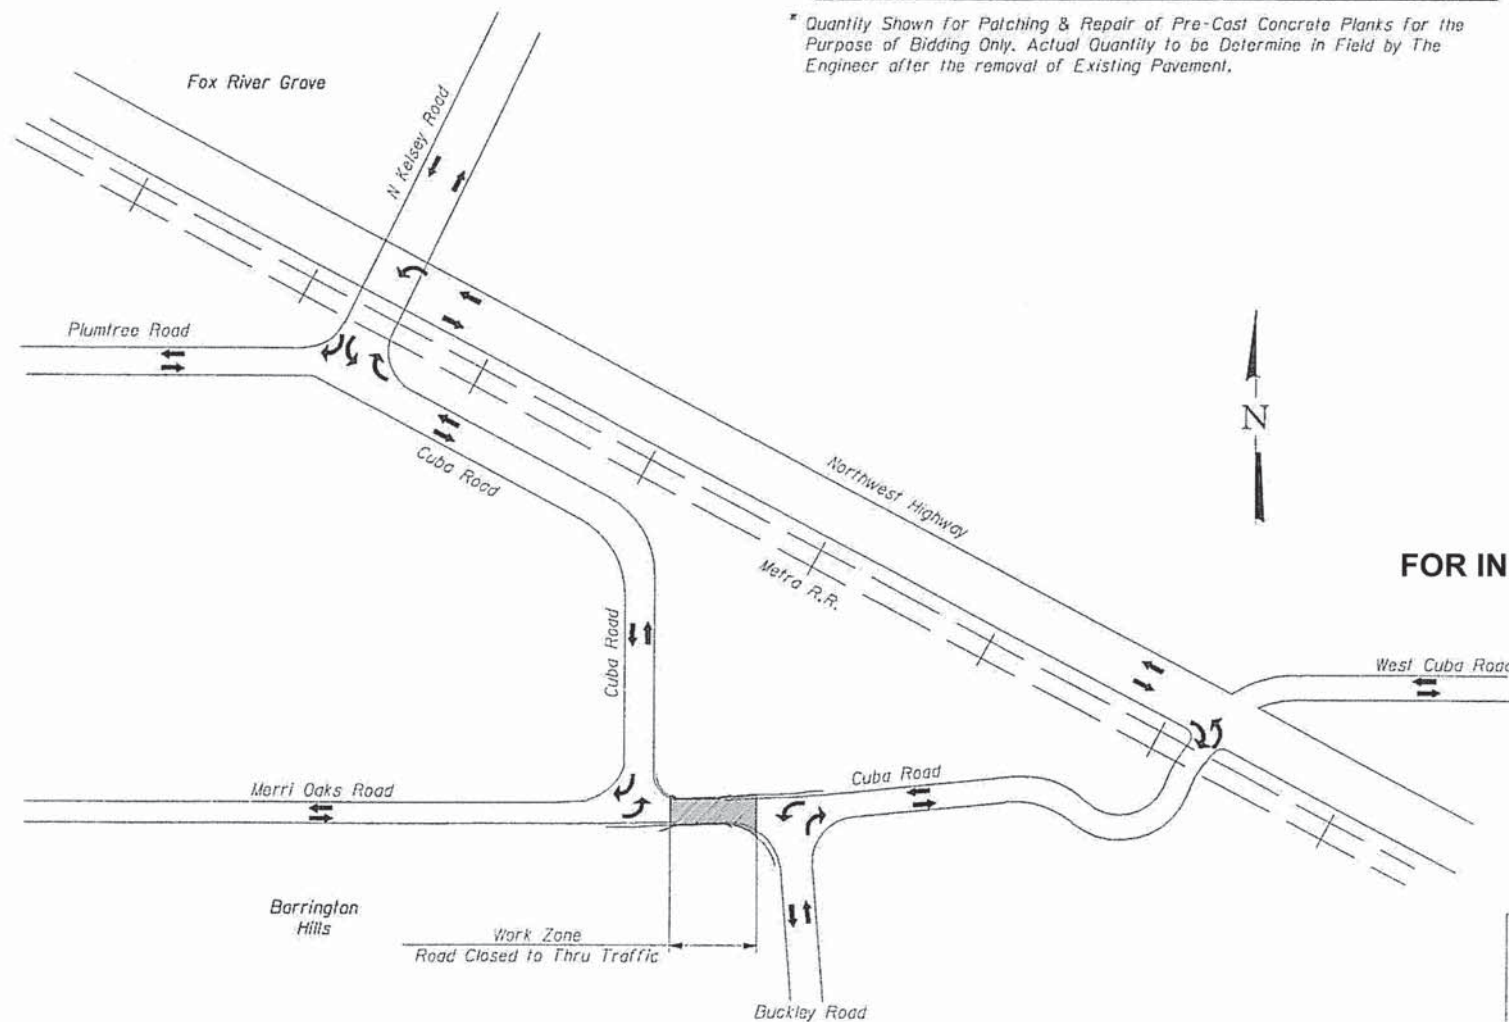 * Quantity Shown for Patching & Repair of Pre-Cast Concrete Planks for the
Purpose of Bidding Only. Actual Quantity to be Determine in Field by The
Engineer after the removal of Existing Pavement.
Fox River Grove
N Kelsey Road
Plumtree Road
Cuba Road
Northwest Highway
N
Metra R.R.
FOR IN
Cuba Road
West Cuba Road
Cuba Road
Merri Oaks Road
Barrington
Hills
Work Zone
Road Closed to Thru Traffic
Buckley Road